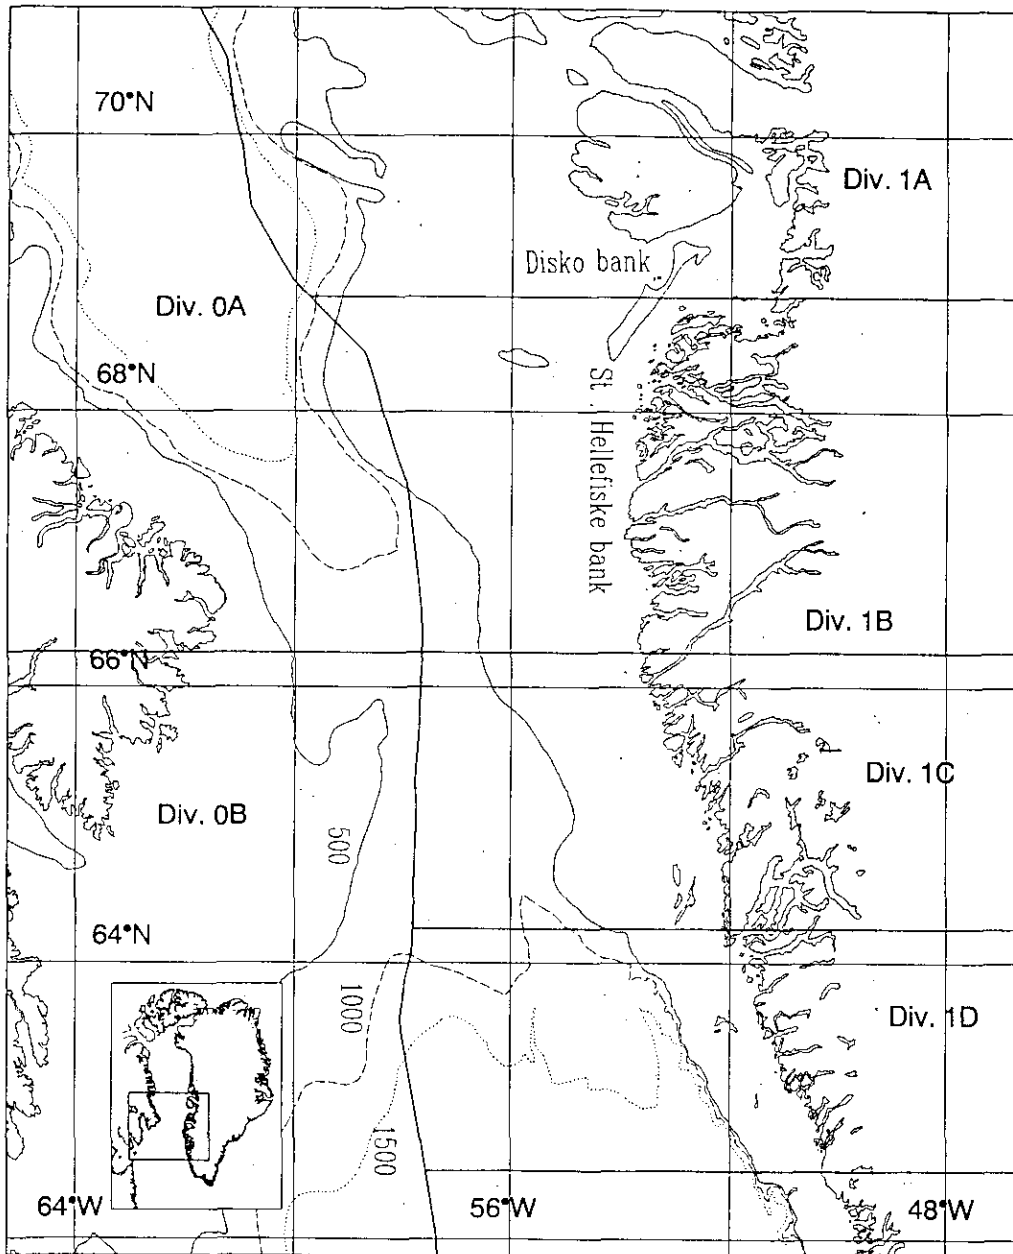 70°N
Div. 1A
Disko bank
Div. 0A
68°N
St. Hellefiske bank
Div. 1B
66°N
Div. 1C
Div. 0B
500
64°N
1000
Div. 1D
1500
64°W
56°W
48°W